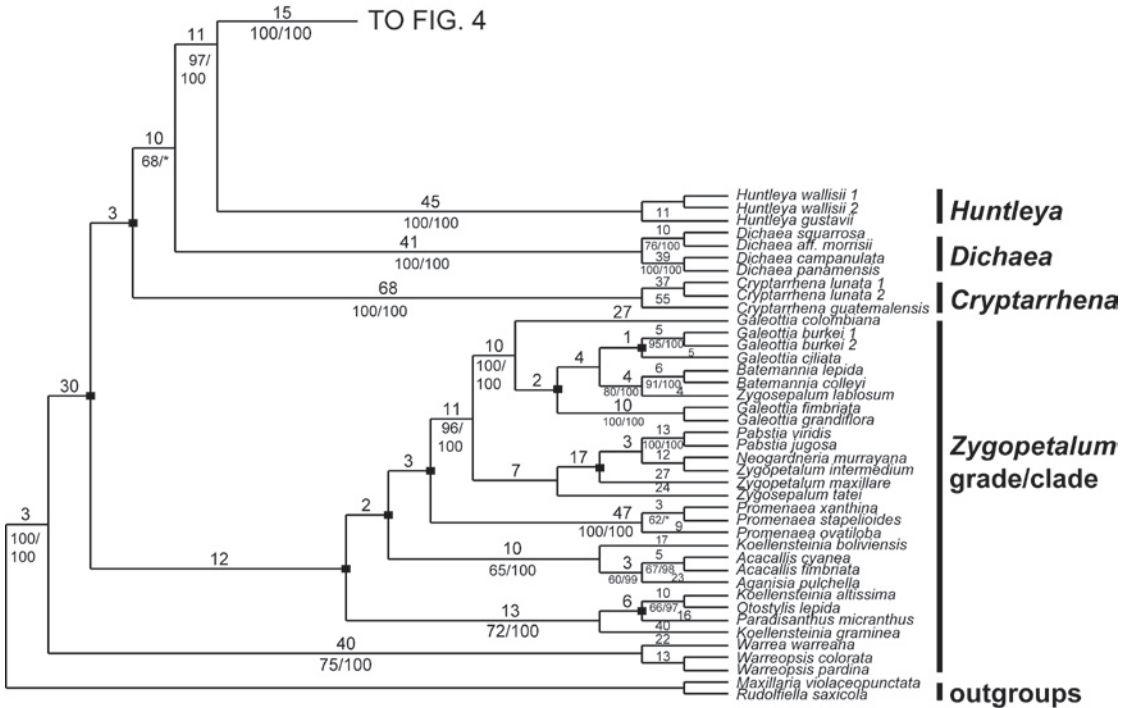 15
TO FIG. 4
100/100
11
97/
100
10
68/*
3
45
100/100
Huntleya wallisii 1
Huntleya wallisii 2
11
Huntleya gustavii
Huntleya
41
100/100
10
Dichaea squarrosa
76/100
Dichaea aff. morrisii
39
Dichaea campanulata
100/100
Dichaea panamensis
Dichaea
68
100/100
37
Cryptarrhena lunata 1
Cryptarrhena lunata 2
55
Cryptarrhena guatemalensis
Cryptarrhena
27
Galeottia colombiana
10
100/
100
1
5
Galeottia burkei 1
95/100
Galeottia burkei 2
5
Galeottia ciliata
4
2
4
80/100
6
Batemannia lepida
91/100
Batemannia colleyi
4
Zygosepalum labiosum
10
100/100
Galeottia fimbriata
Galeottia grandiflora
30
11
96/
100
13
Pabstia viridis
100/100
Pabstia jugosa
3
12
Neogardneria murrayana
Zygopetalum intermedium
17
27
Zygopetalum maxillare
7
24
Zygosepalum tatei
Zygopetalum
grade/clade
3
47
100/100
3
Promenaea xanthina
62/*
Promenaea stapelioides
9
Promenaea ovatiloba
2
10
65/100
17
Koellensteinia boliviensis
3
60/99
5
Acacallis cyanea
67/98
Acacallis fimbriata
23
Aganisia pulchella
3
100/
100
12
13
72/100
6
10
Koellensteinia altissima
66/97
Otostylis lepida
16
Paradisanthus micranthus
40
Koellensteinia graminea
40
75/100
22
Warrea warreana
13
Warreopsis colorata
Warreopsis pardina
Maxillaria violaceopunctata
Rudolfiella saxicola
outgroups